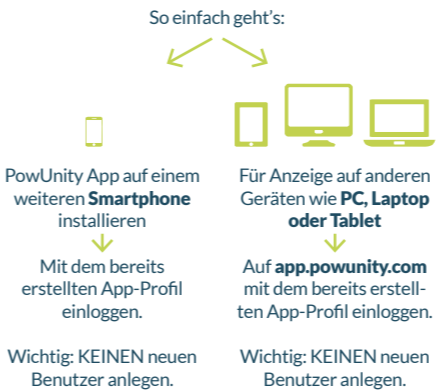 So einfach geht's:
PowUnity App auf einem
weiteren Smartphone
installieren
Mit dem bereits
erstellten App-Profil
einloggen.
Wichtig: KEINEN neuen
Benutzer anlegen.
Für Anzeige auf anderen
Geräten wie PC, Laptop
oder Tablet
Auf app.powunity.com
mit dem bereits erstell-
ten App-Profil einloggen.
Wichtig: KEINEN neuen
Benutzer anlegen.